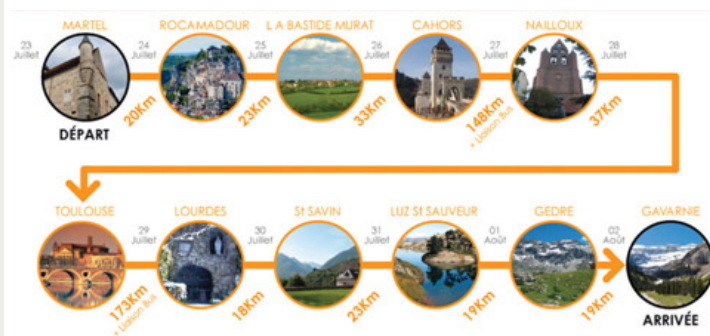 MARTEL
ROCAMADOUR
L A BASTIDE MURAT
CAHORS
NAILLOUX
23 Juillet
24 Juillet
25 Juillet
26 Juillet
27 Juillet
28 Juillet
DÉPART
20Km
23Km
33Km
148Km
+ Liaison Bus
37Km
TOULOUSE
LOURDES
St SAVIN
LUZ St SAUVEUR
GEDRE
GAVARNIE
29 Juillet
30 Juillet
31 Juillet
01 Août
02 Août
173Km
+ Liaison Bus
18Km
23Km
19Km
19Km
ARRIVÉE